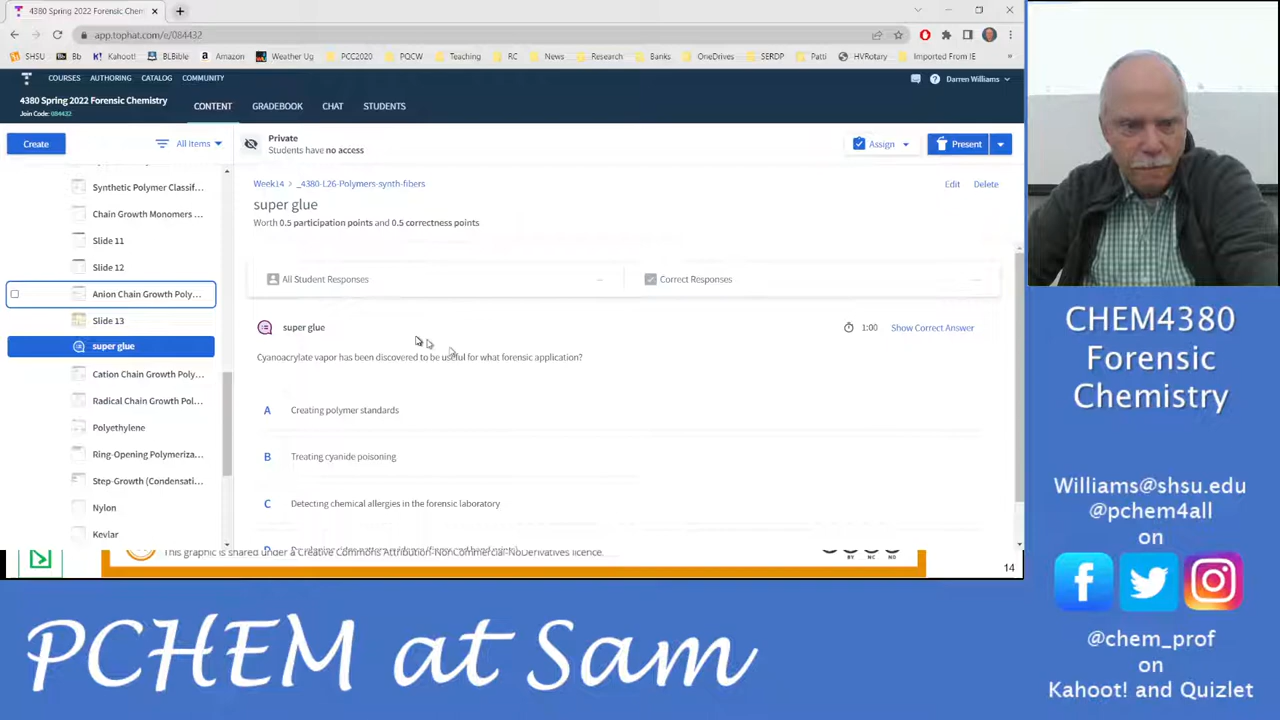 4380 Spring 2022 Forensic Chem
app.tophat.com/e/084432
SHSU Bb Kahoot! BLBible Amazon Weather UG PCC2020 PQCW Teaching RC News Research Banks OneDrives SERDP Patti HVRotary Imported From IE
COURSES AUTHORING CATALOG COMMUNITY
Darren Williams
4380 Spring 2022 Forensic Chemistry
Join Code: 084432
CONTENT GRADEBOOK CHAT STUDENTS
Create
All Items
Private
Students have no access
Assign
Present
Synthetic Polymer Classif...
Chain Growth Monomers ...
Slide 11
Slide 12
Anion Chain Growth Poly...
Slide 13
super glue
Cation Chain Growth Poly...
Radical Chain Growth Pol...
Polyethylene
Ring-Opening Polymeriza...
Step-Growth (Condensati...
Nylon
Kevlar
Week14 > _4380-L26-Polymers-synth-fibers
Edit Delete
super glue
Worth 0.5 participation points and 0.5 correctness points
All Student Responses
Correct Responses
super glue
1:00 Show Correct Answer
Cyanoacrylate vapor has been discovered to be useful for what forensic application?
A Creating polymer standards
B Treating cyanide poisoning
C Detecting chemical allergies in the forensic laboratory
This graphic is shared under a Creative Commons Attribution-NonCommercial-NoDerivatives licence.
BY NC ND
14
CHEM4380
Forensic
Chemistry
Williams@shsu.edu
@pchem4all
on
@chem_prof
on
Kahoot! and Quizlet
PCHEM at Sam